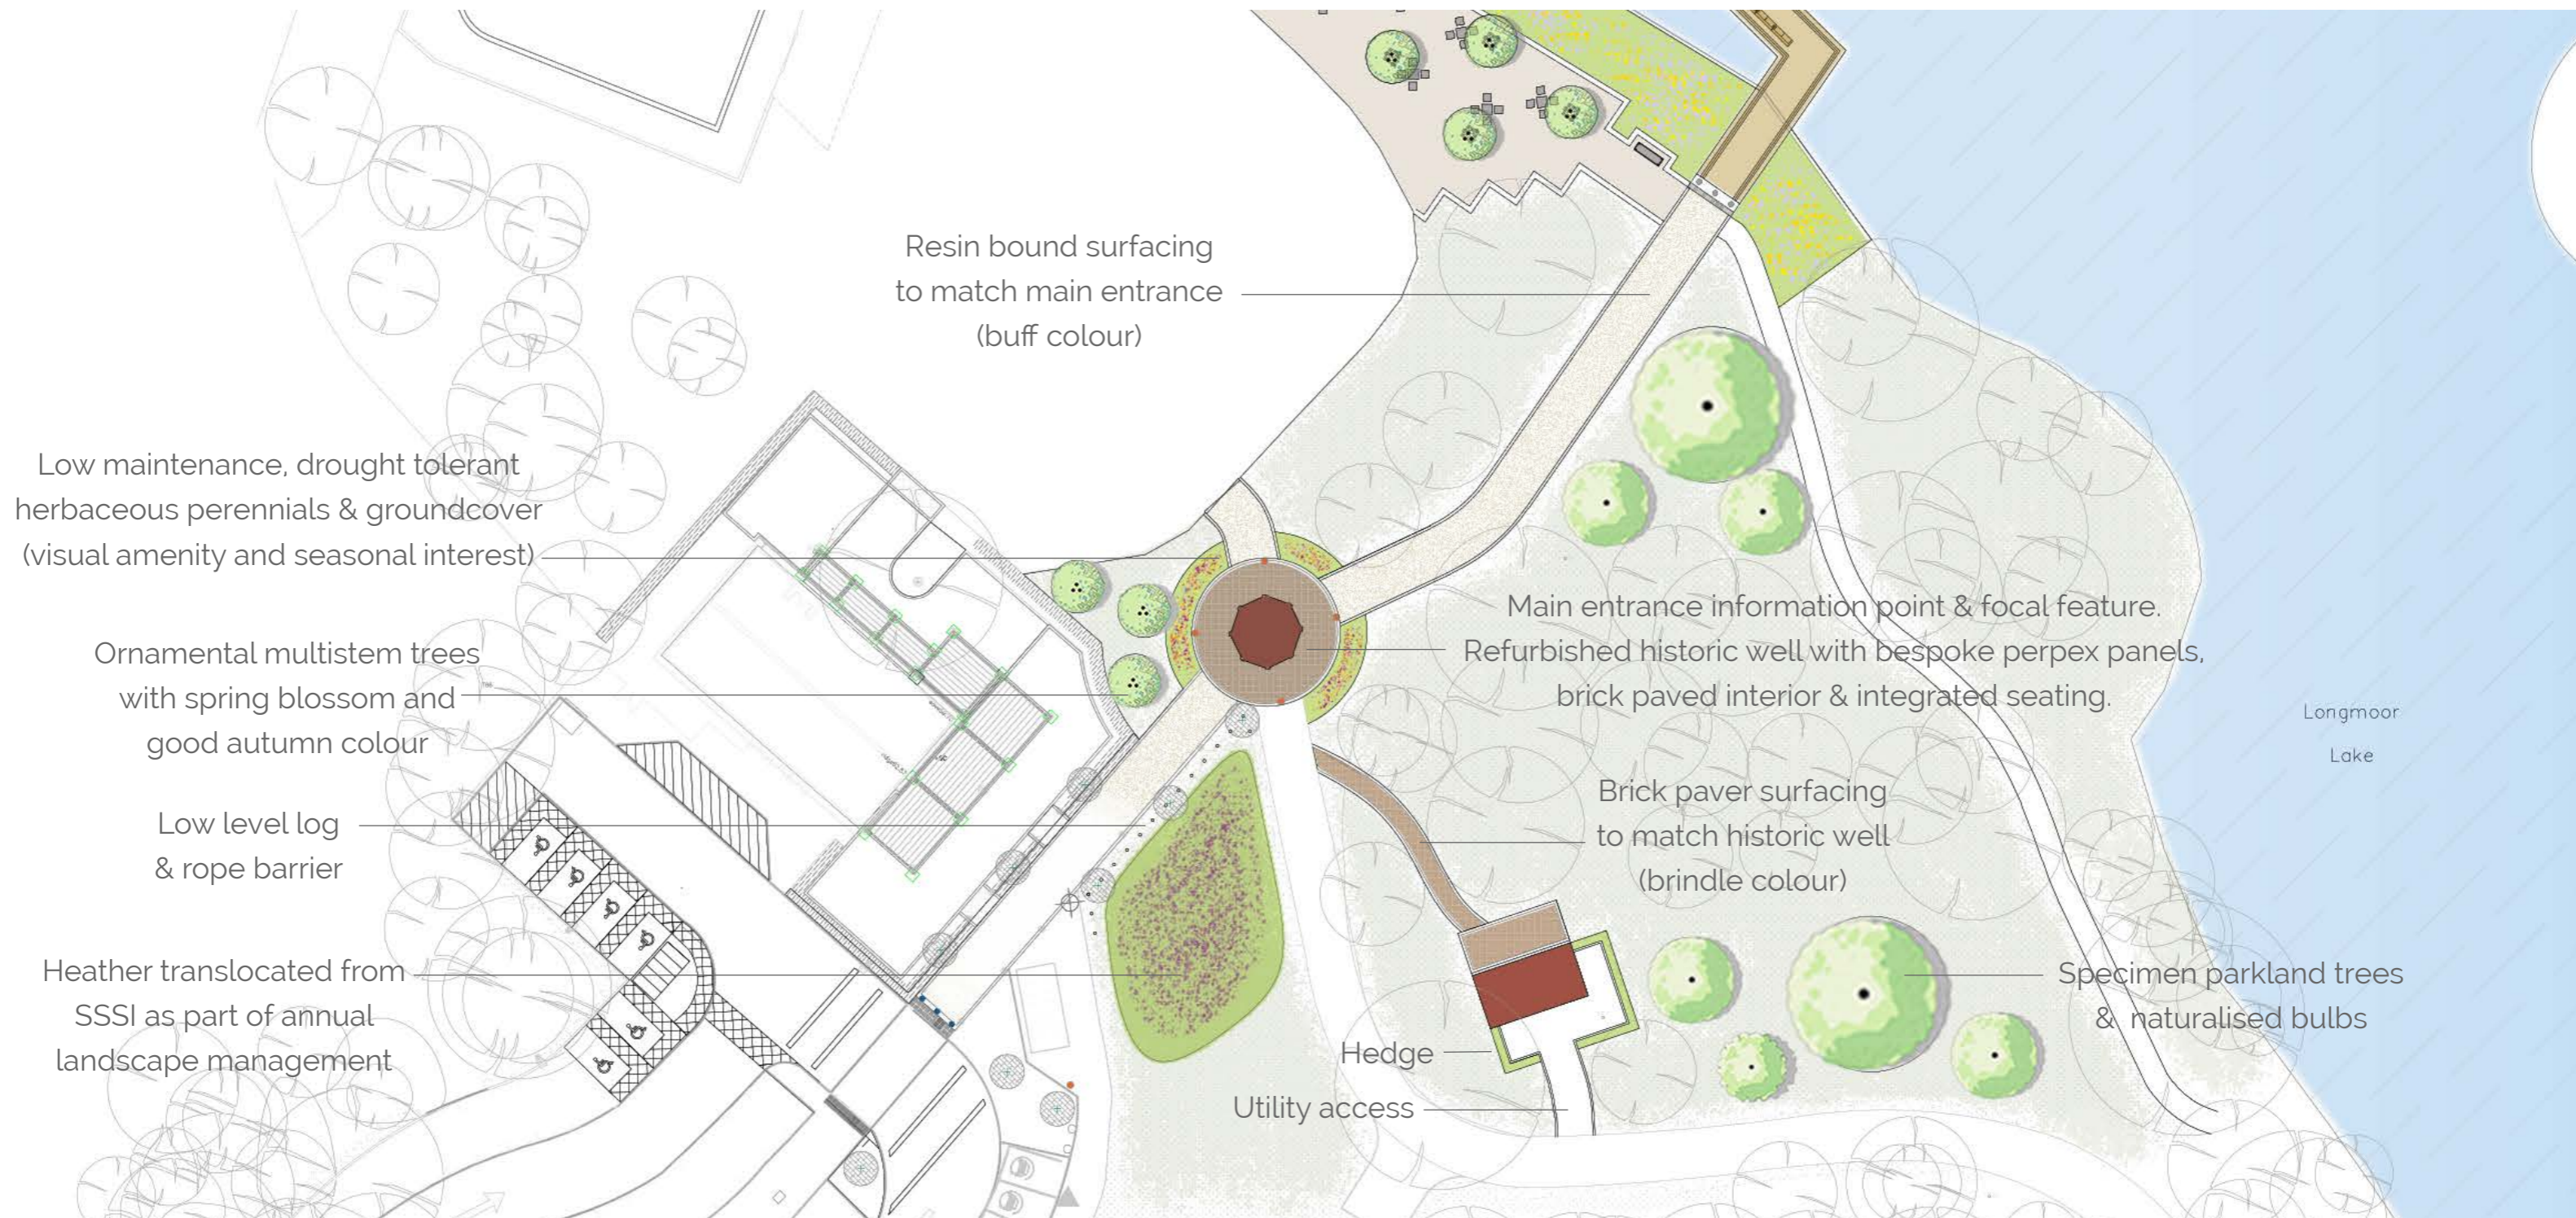 Resin bound surfacing
to match main entrance
(buff colour)
Low maintenance, drought tolerant
herbaceous perennials & groundcover
(visual amenity and seasonal interest)
Main entrance information point & focal feature.
Refurbished historic well with bespoke perpex panels,
brick paved interior & integrated seating.
Ornamental multistem trees
with spring blossom and
good autumn colour
Longmoor
Lake
Brick paver surfacing
to match historic well
(brindle colour)
Low level log
& rope barrier
Heather translocated from
SSSI as part of annual
landscape management
Specimen parkland trees
& naturalised bulbs
Hedge
Utility access